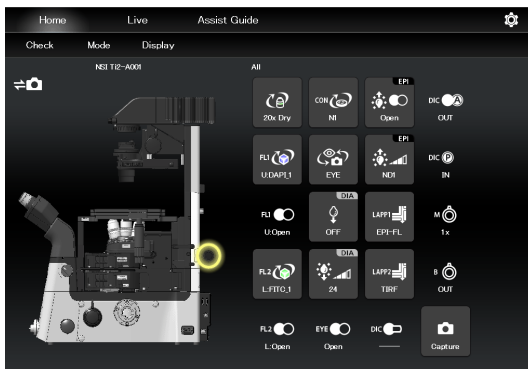 Home Live Assist Guide
Check Mode Display
NSI Ti2-A001
All
20x Dry
CON N1
EPI Open
DIC A OUT
FL1 U:DAPI_1
EYE
EPI ND1
DIC P IN
FL1 U:Open
DIA OFF
LAPP1 EPI-FL
M 1x
FL2 L:FITC_1
DIA 24
LAPP2 TIRF
B OUT
FL2 L:Open
EYE Open
DIC
Capture